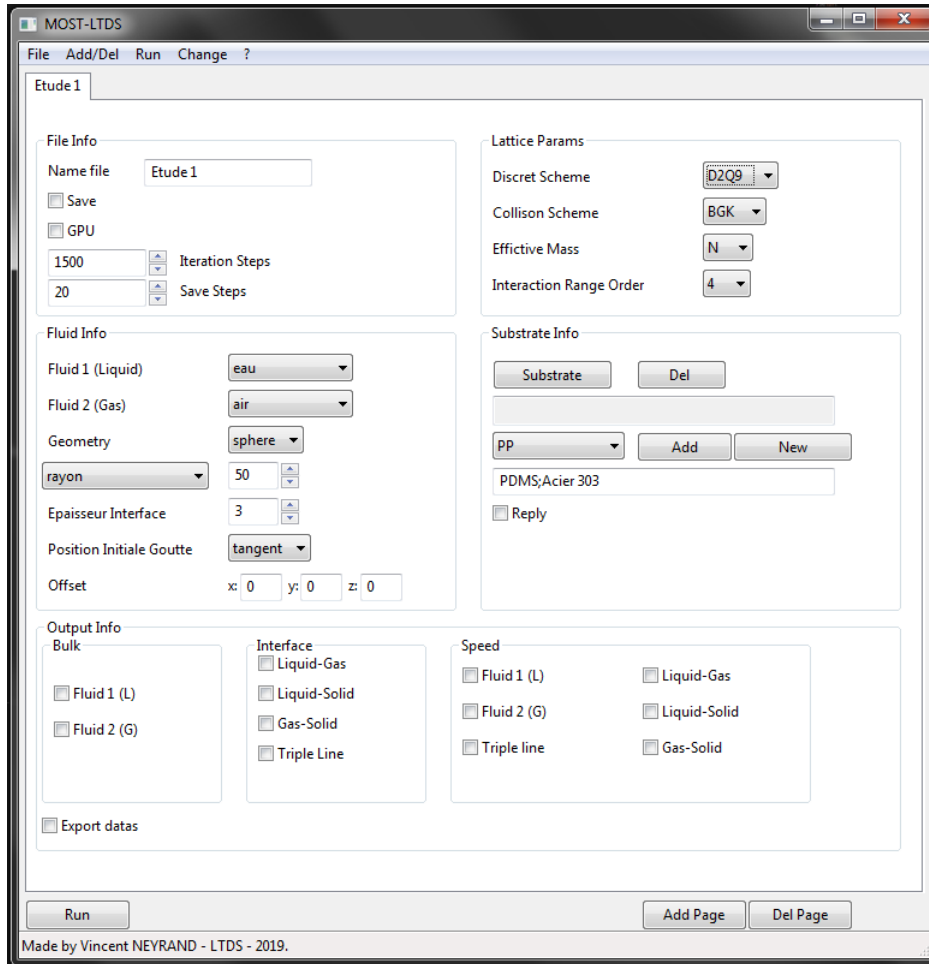 MOST-LTDS
File Add/Del Run Change ?
Etude 1
File Info
Name file Etude 1
Save
GPU
1500 Iteration Steps
20 Save Steps
Lattice Params
Discret Scheme D2Q9
Collison Scheme BGK
Effictive Mass N
Interaction Range Order 4
Fluid Info
Fluid 1 (Liquid) eau
Fluid 2 (Gas) air
Geometry sphere
rayon 50
Epaisseur Interface 3
Position Initiale Goutte tangent
Offset x: 0 y: 0 z: 0
Substrate Info
Substrate Del
PP Add New
PDMS;Acier 303
Reply
Output Info
Bulk
Fluid 1 (L)
Fluid 2 (G)
Interface
Liquid-Gas
Liquid-Solid
Gas-Solid
Triple Line
Speed
Fluid 1 (L) Liquid-Gas
Fluid 2 (G) Liquid-Solid
Triple line Gas-Solid
Export datas
Run Add Page Del Page
Made by Vincent NEYRAND - LTDS - 2019.